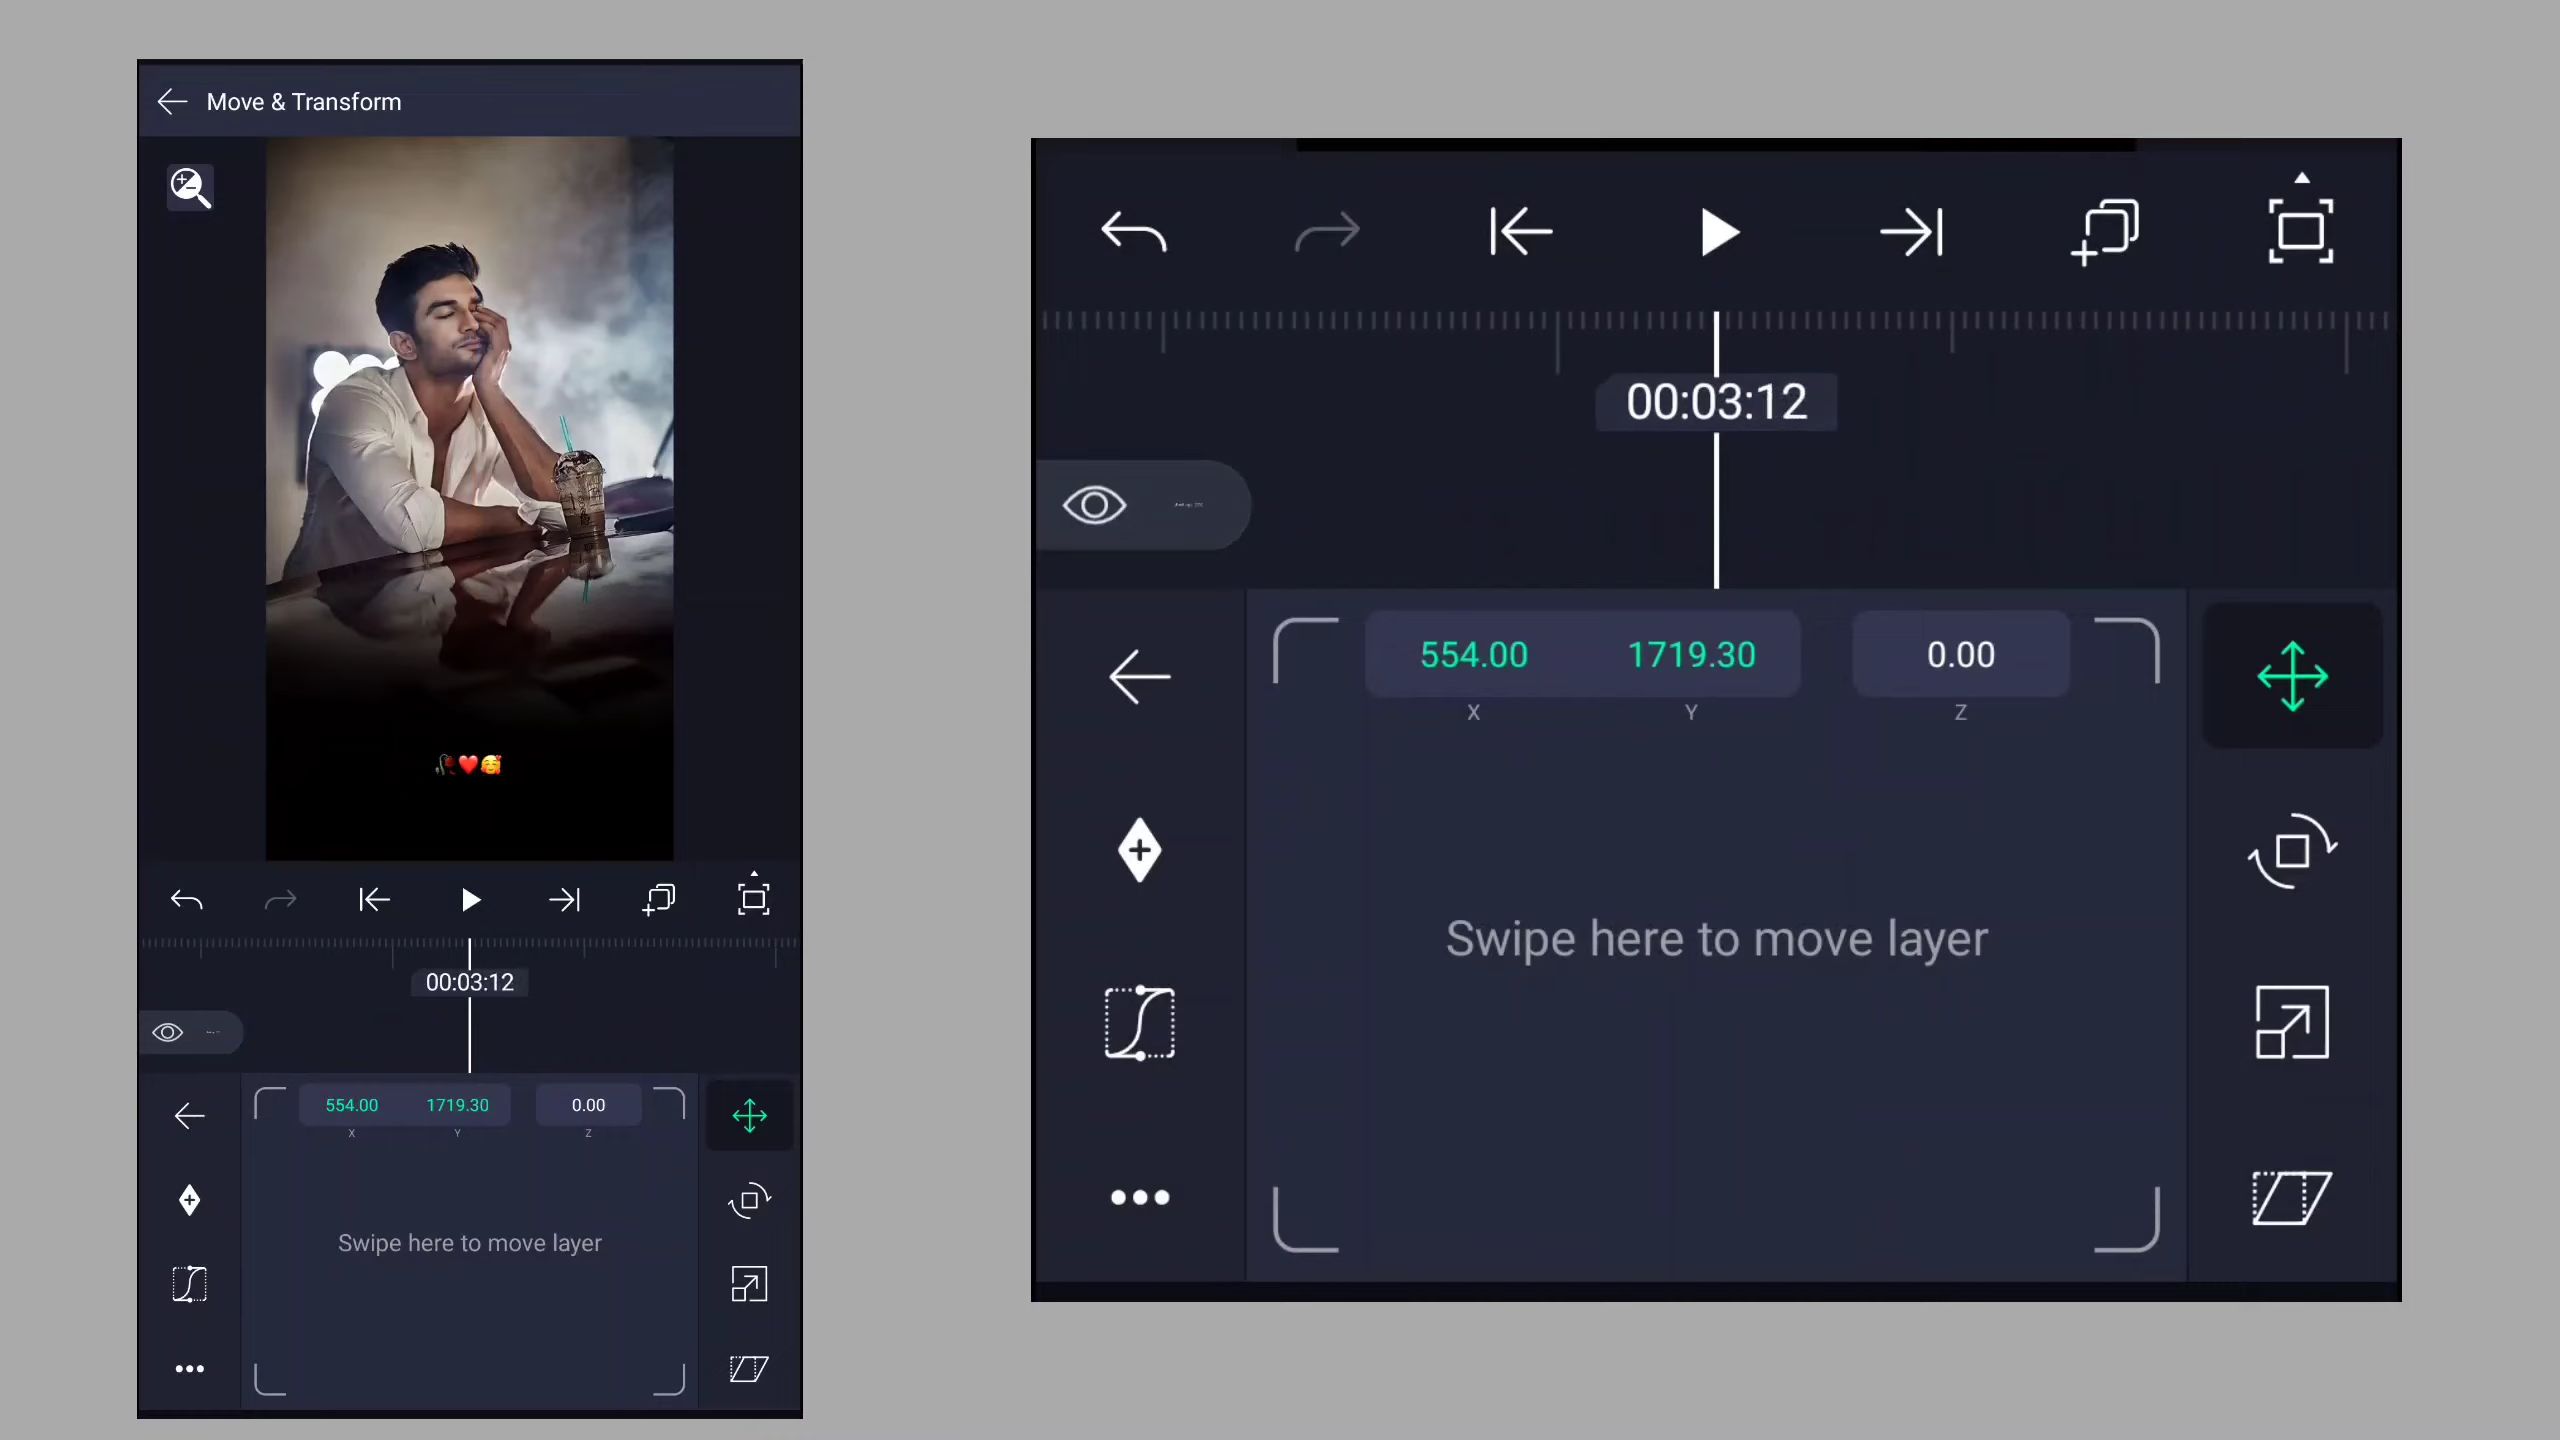 Move & Transform
🥀❤️🥰
00:03:12
554.00 1719.30 0.00
X Y Z
Swipe here to move layer
00:03:12
554.00 1719.30 0.00
X Y Z
Swipe here to move layer